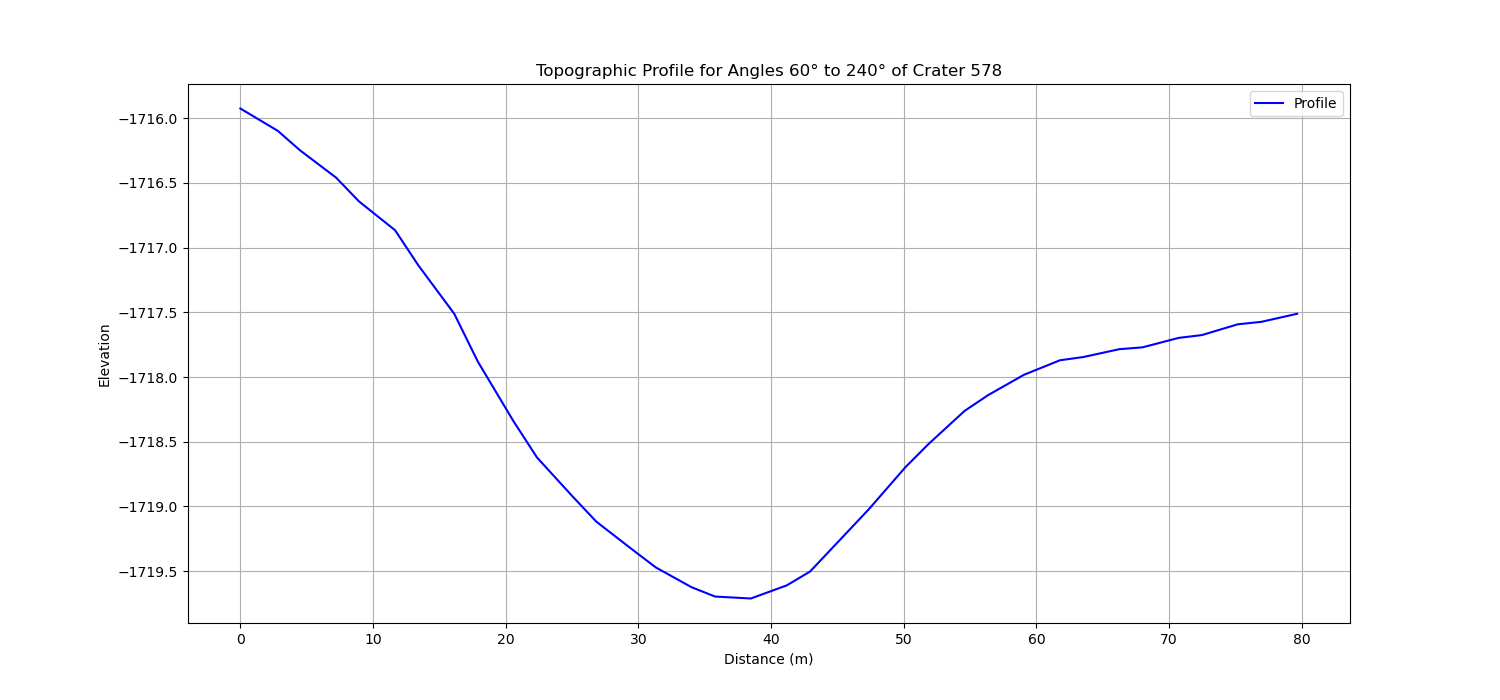 Topographic Profile for Angles 60° to 240° of Crater 578
Profile
−1716.0
−1716.5
−1717.0
−1717.5
−1718.0
−1718.5
−1719.0
−1719.5
Elevation
0 10 20 30 40 50 60 70 80
Distance (m)